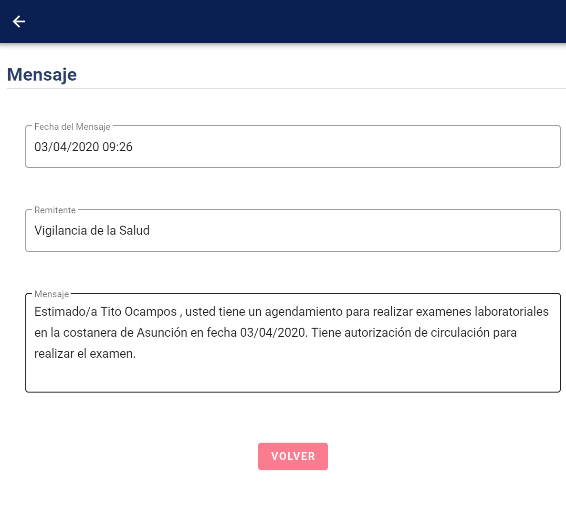 Mensaje
Fecha del Mensaje
03/04/2020 09:26
Remitente
Vigilancia de la Salud
Mensaje
Estimado/a Tito Ocampos , usted tiene un agendamiento para realizar examenes laboratoriales
en la costanera de Asunción en fecha 03/04/2020. Tiene autorización de circulación para
realizar el examen.
VOLVER